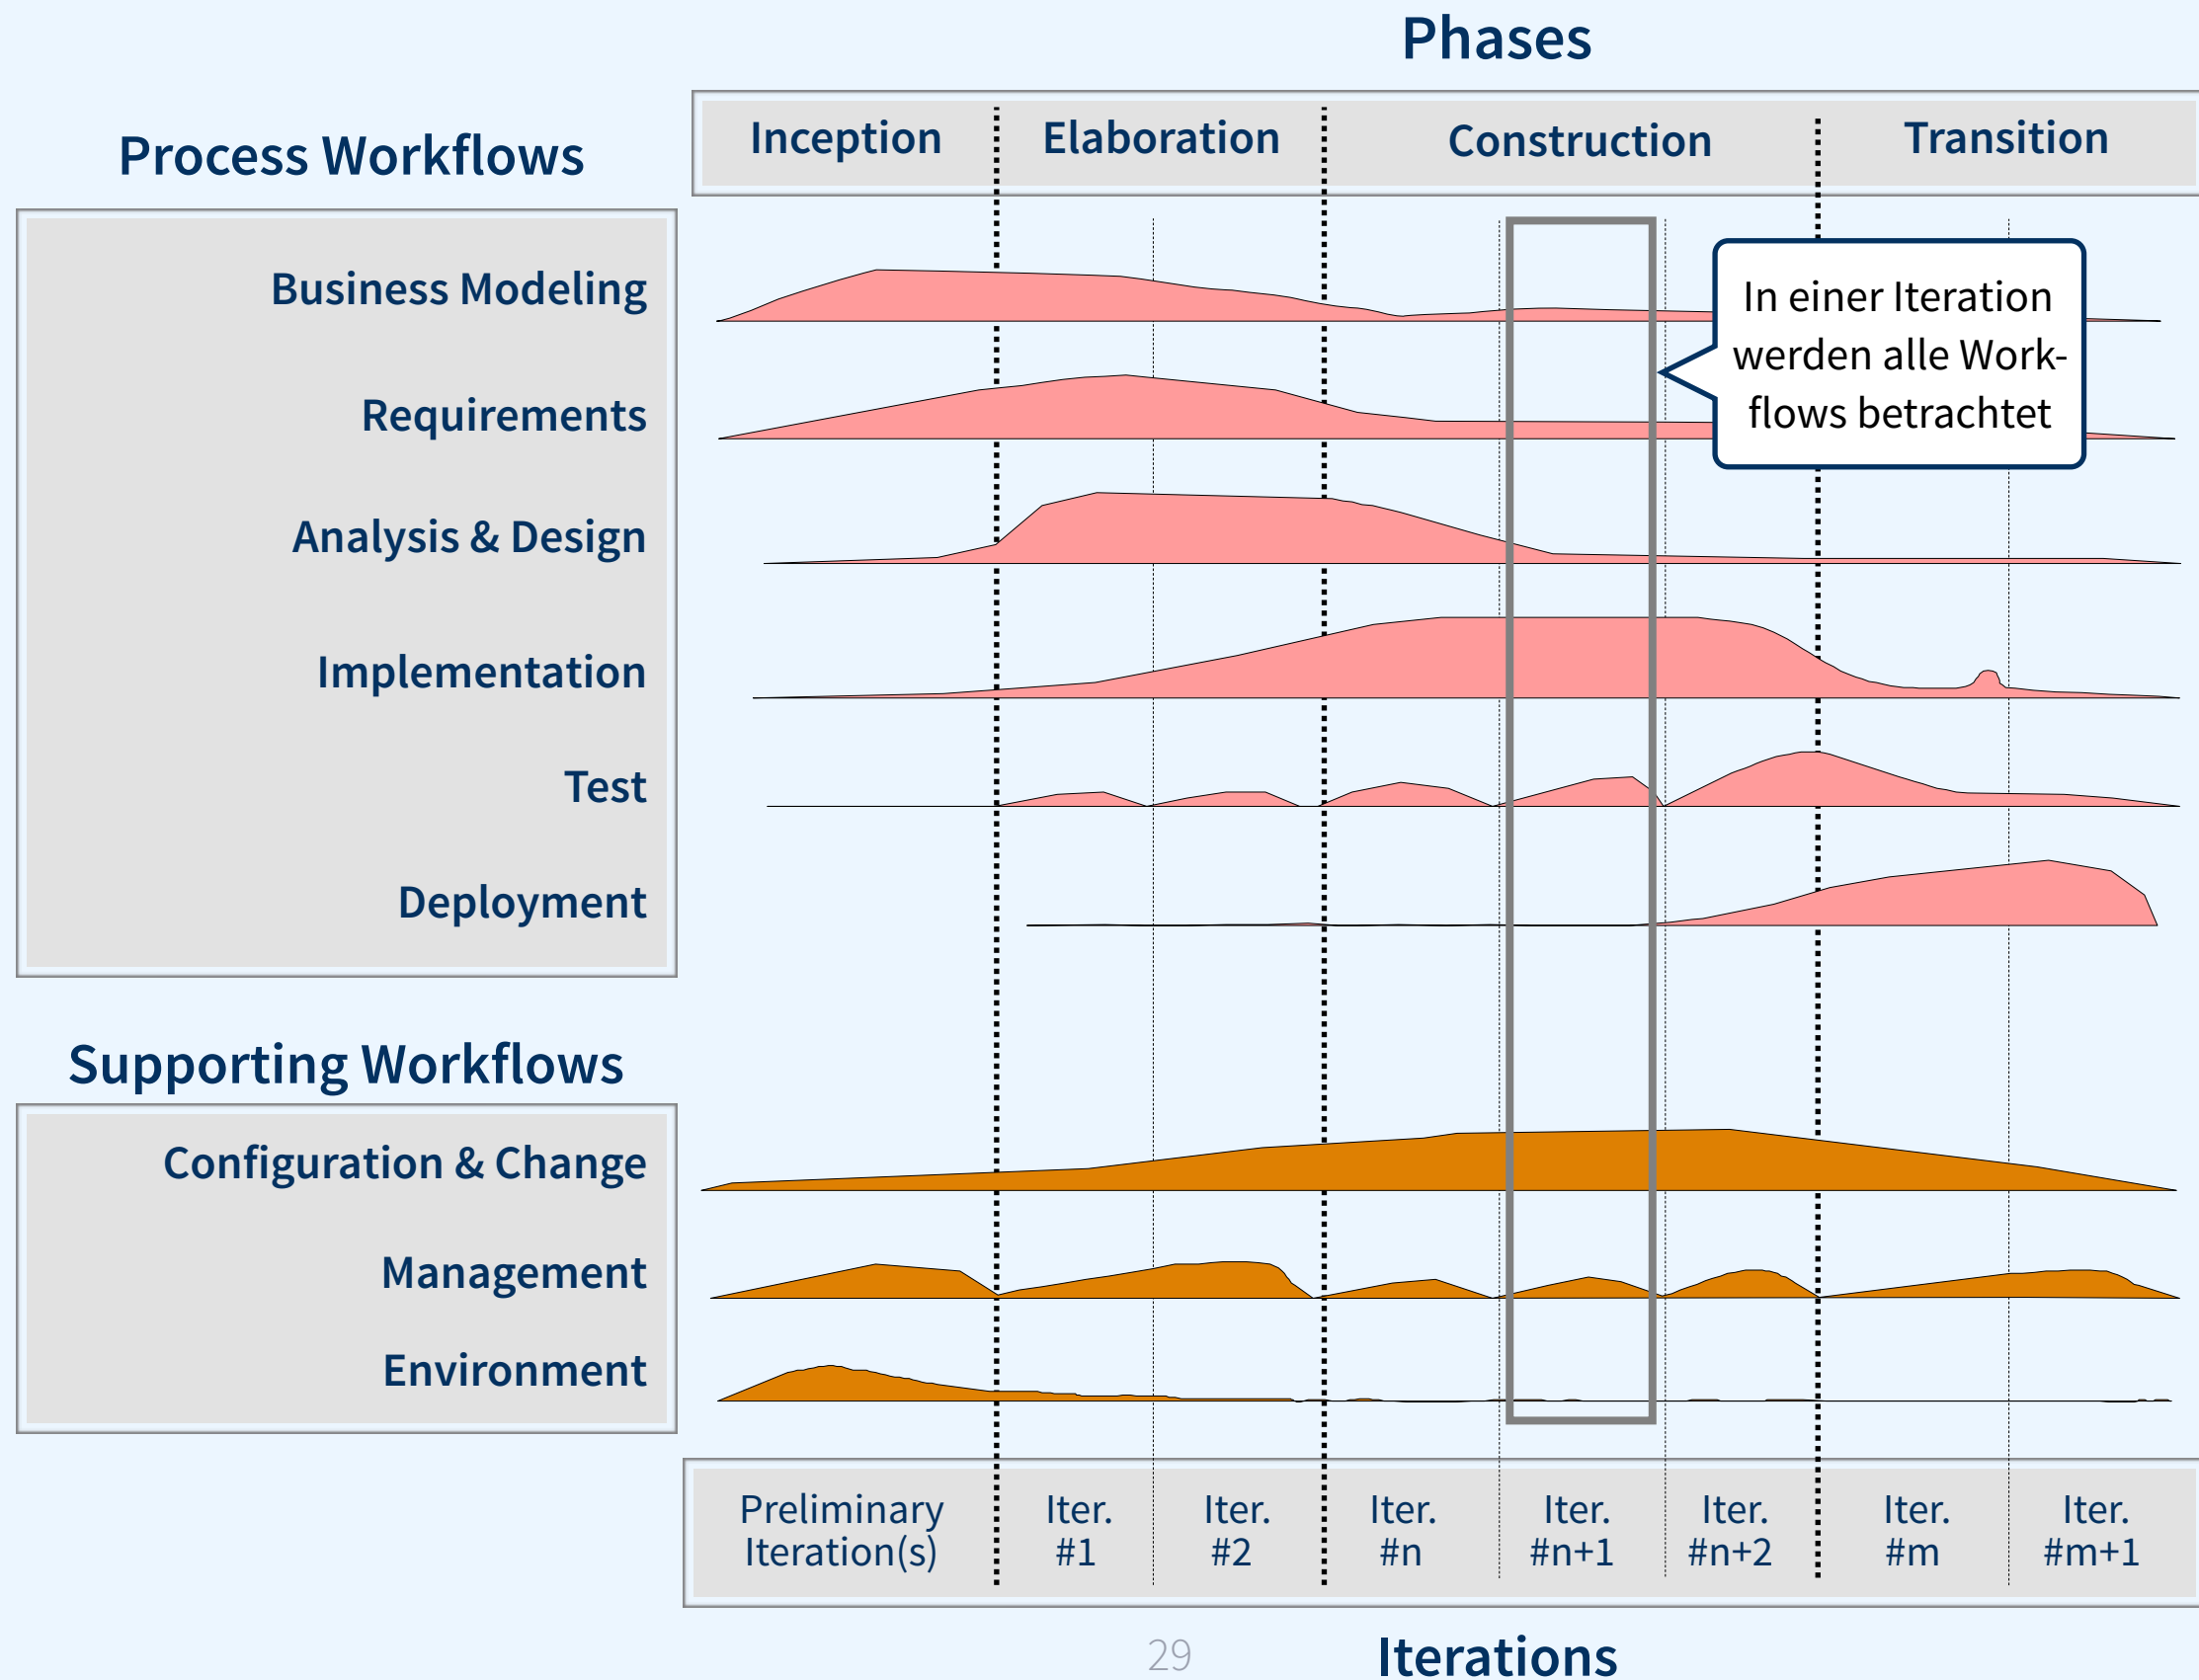 Phases
Inception Elaboration Construction Transition
Process Workflows
Business Modeling
Requirements
Analysis & Design
Implementation
Test
Deployment
In einer Iteration
werden alle Work-
flows betrachtet
Supporting Workflows
Configuration & Change
Management
Environment
Preliminary
Iteration(s)
Iter.
#1
Iter.
#2
Iter.
#n
Iter.
#n+1
Iter.
#n+2
Iter.
#m
Iter.
#m+1
29
Iterations